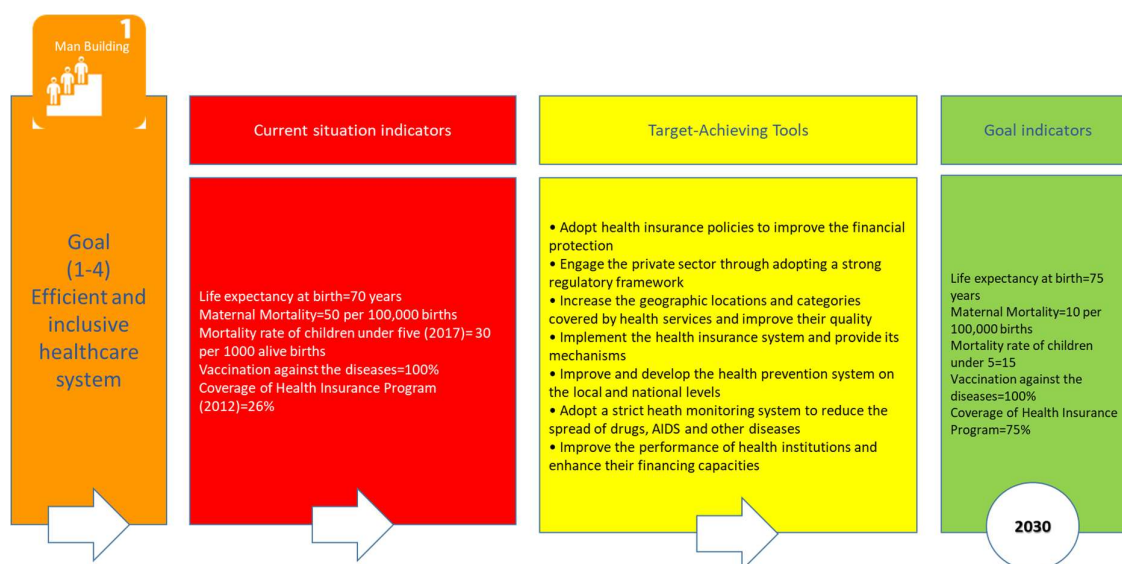 1
Man Building
Goal
(1-4)
Efficient and
inclusive
healthcare
system
Current situation indicators
Life expectancy at birth=70 years
Maternal Mortality=50 per 100,000 births
Mortality rate of children under five (2017)= 30
per 1000 alive births
Vaccination against the diseases=100%
Coverage of Health Insurance Program
(2012)=26%
Target-Achieving Tools
• Adopt health insurance policies to improve the financial
protection
• Engage the private sector through adopting a strong
regulatory framework
• Increase the geographic locations and categories
covered by health services and improve their quality
• Implement the health insurance system and provide its
mechanisms
• Improve and develop the health prevention system on
the local and national levels
• Adopt a strict heath monitoring system to reduce the
spread of drugs, AIDS and other diseases
• Improve the performance of health institutions and
enhance their financing capacities
Goal indicators
Life expectancy at birth=75
years
Maternal Mortality=10 per
100,000 births
Mortality rate of children
under 5=15
Vaccination against the
diseases=100%
Coverage of Health Insurance
Program=75%
2030